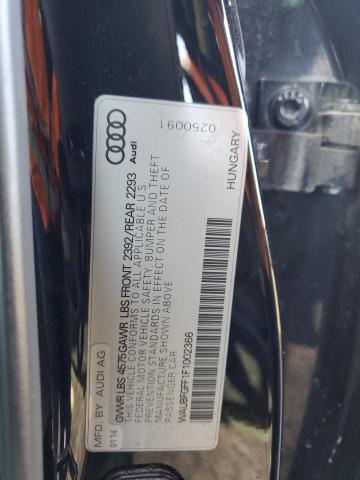 MFD. BY AUDI AG
0250091
01.14
GVWR LBS 4575 GAWR LBS FRONT 2392/REAR 2293
Audi
THIS VEHICLE CONFORMS TO ALL APPLICABLE U.S.
FEDERAL MOTOR VEHICLE SAFETY, BUMPER AND THEFT
PREVENTION STANDARDS IN EFFECT ON THE DATE OF
MANUFACTURE SHOWN ABOVE
PASSENGER CAR
HUNGARY
WAUBFGFF1F1002366